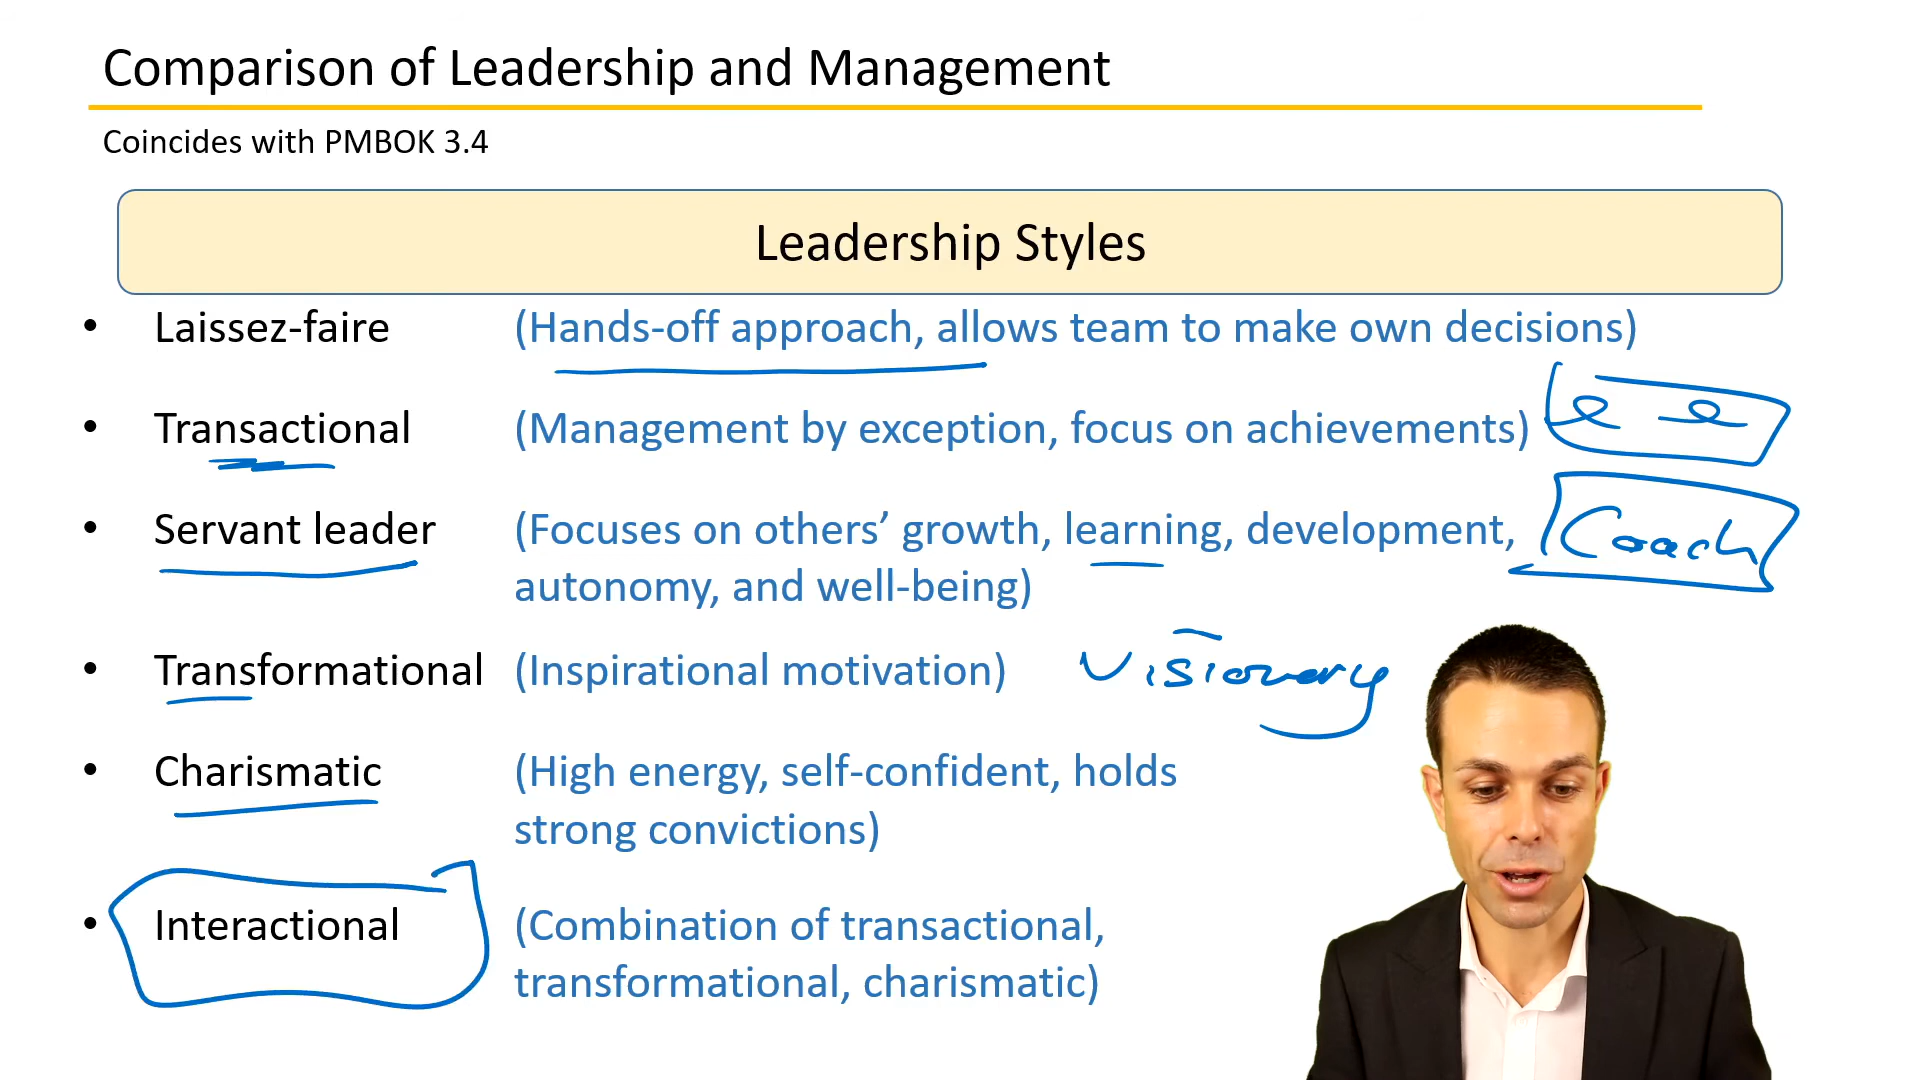 Comparison of Leadership and Management
Coincides with PMBOK 3.4
Leadership Styles
• Laissez-faire (Hands-off approach, allows team to make own decisions)
• Transactional (Management by exception, focus on achievements)
• Servant leader (Focuses on others’ growth, learning, development, Coach
autonomy, and well-being)
• Transformational (Inspirational motivation) Visionary
• Charismatic (High energy, self-confident, holds
strong convictions)
• Interactional (Combination of transactional,
transformational, charismatic)